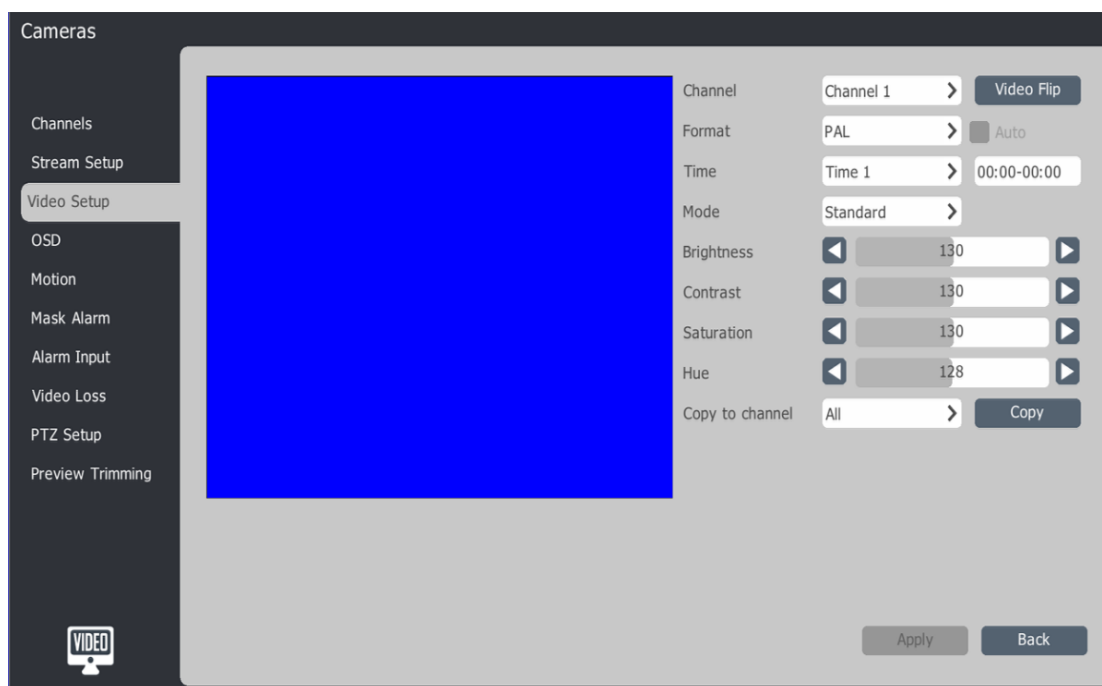 Cameras
Channels
Stream Setup
Video Setup
OSD
Motion
Mask Alarm
Alarm Input
Video Loss
PTZ Setup
Preview Trimming
VIDEO
Channel Channel 1 Video Flip
Format PAL Auto
Time Time 1 00:00-00:00
Mode Standard
Brightness 130
Contrast 130
Saturation 130
Hue 128
Copy to channel All Copy
Apply Back